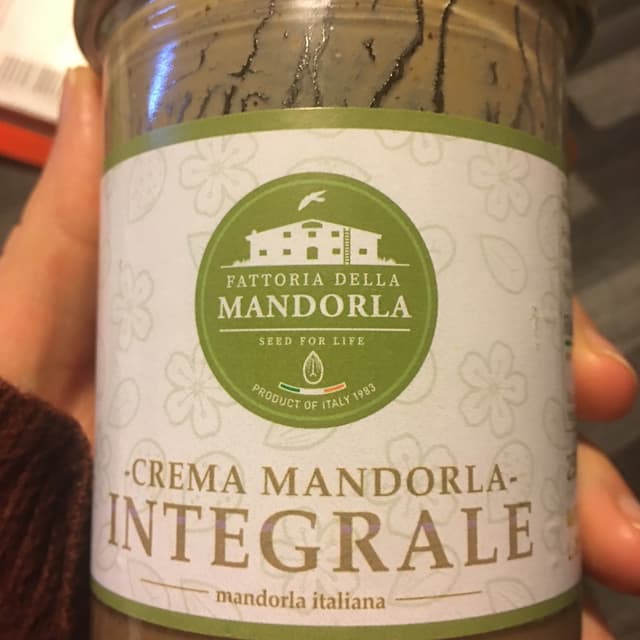 FATTORIA DELLA
MANDORLA
SEED FOR LIFE
PRODUCT OF ITALY 1983
-CREMA MANDORLA-
INTEGRALE
mandorla italiana